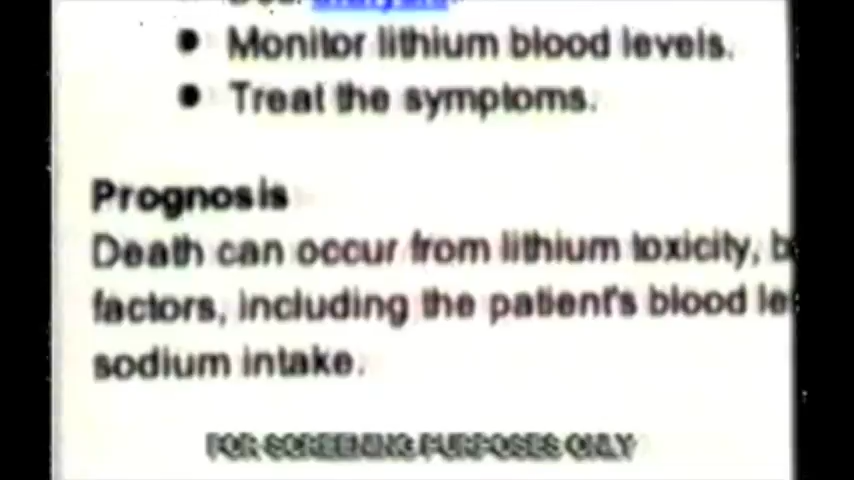 ● Monitor lithium blood levels.
● Treat the symptoms.
Prognosis
Death can occur from lithium toxicity,
factors, including the patient's blood
sodium intake.
FOR SCREENING PURPOSES ONLY